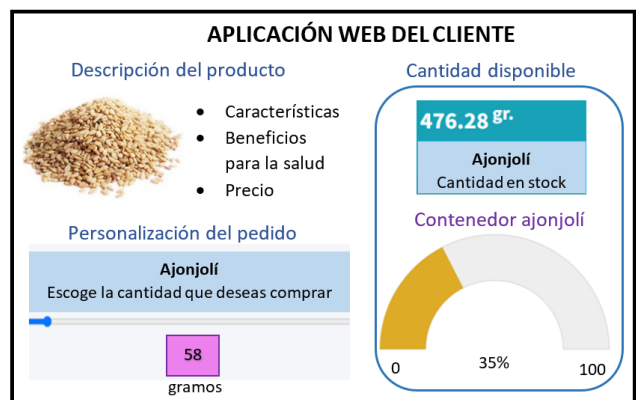 APLICACIÓN WEB DEL CLIENTE
Descripción del producto
• Características
• Beneficios
para la salud
• Precio
Personalización del pedido
Ajonjolí
Escoge la cantidad que deseas comprar
58
gramos
Cantidad disponible
476.28 gr.
Ajonjolí
Cantidad en stock
Contenedor ajonjolí
0
35%
100